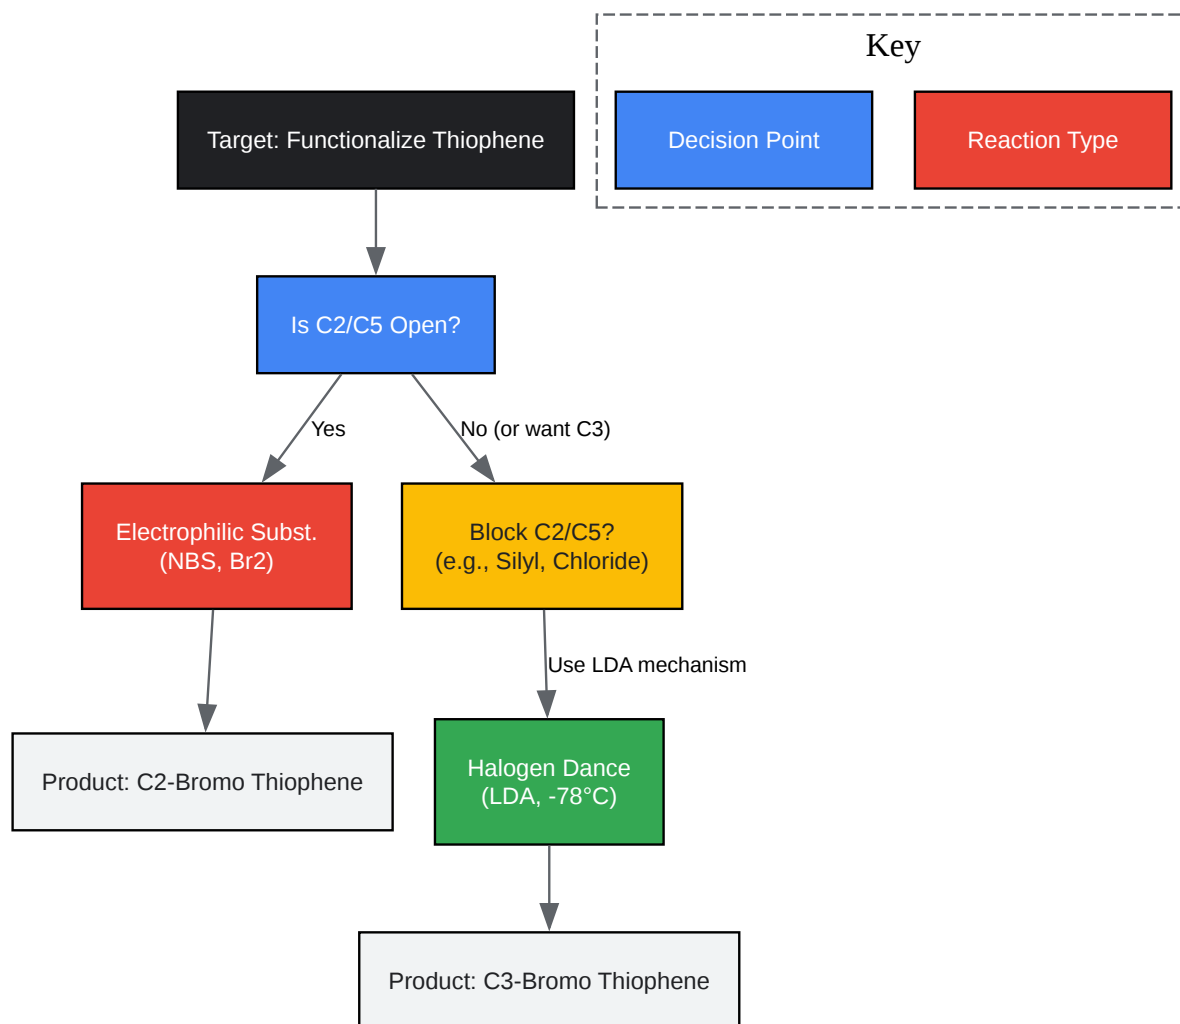 Key
Decision Point
Reaction Type
Target: Functionalize Thiophene
Is C2/C5 Open?
Yes
No (or want C3)
Electrophilic Subst.
(NBS, Br2)
Block C2/C5?
(e.g., Silyl, Chloride)
Use LDA mechanism
Product: C2-Bromo Thiophene
Halogen Dance
(LDA, -78°C)
Product: C3-Bromo Thiophene